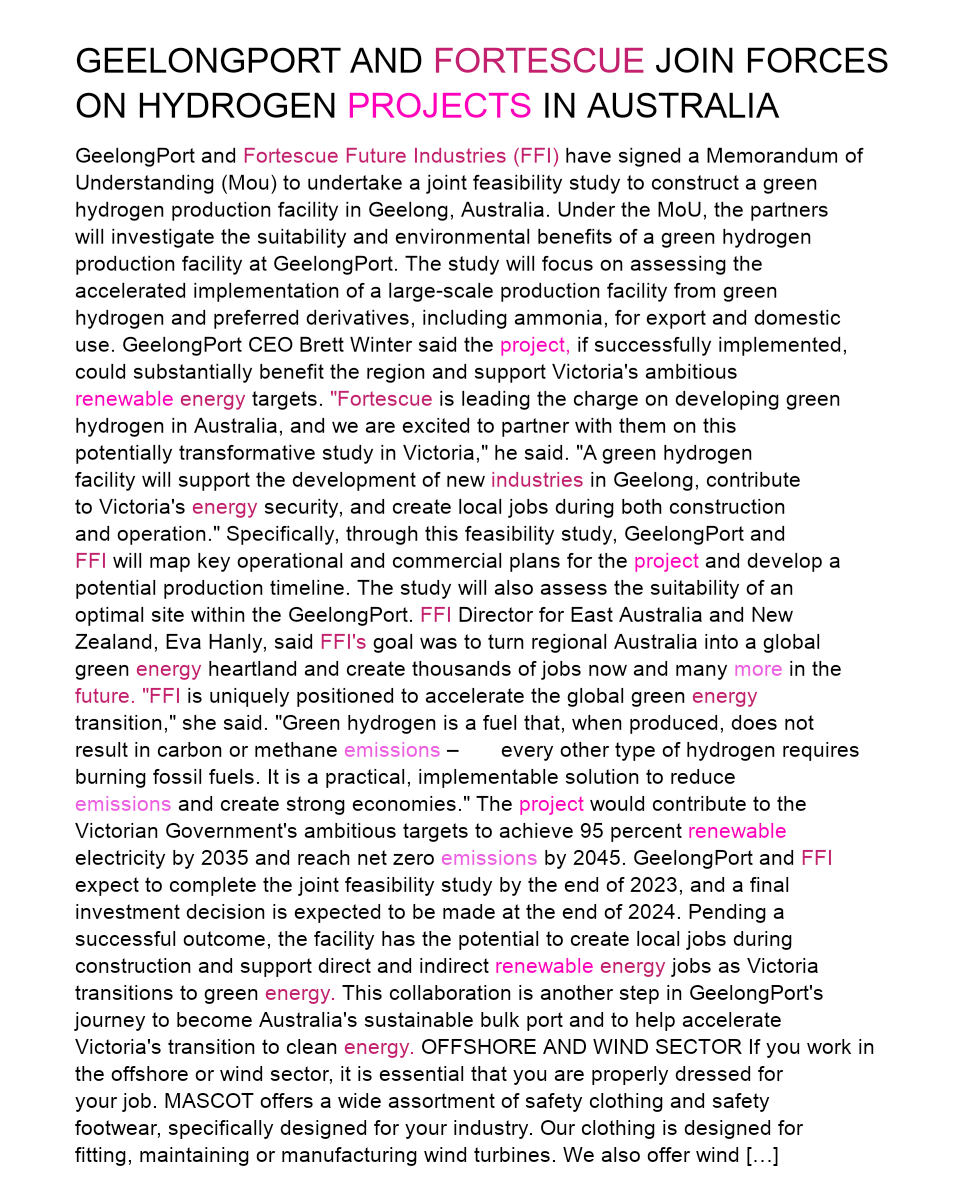 GEELONGPORT AND FORTESCUE JOIN FORCES
ON HYDROGEN PROJECTS IN AUSTRALIA
GeelongPort and Fortescue Future Industries (FFI) have signed a Memorandum of
Understanding (Mou) to undertake a joint feasibility study to construct a green
hydrogen production facility in Geelong, Australia. Under the MoU, the partners
will investigate the suitability and environmental benefits of a green hydrogen
production facility at GeelongPort. The study will focus on assessing the
accelerated implementation of a large-scale production facility from green
hydrogen and preferred derivatives, including ammonia, for export and domestic
use. GeelongPort CEO Brett Winter said the project, if successfully implemented,
could substantially benefit the region and support Victoria's ambitious
renewable energy targets. "Fortescue is leading the charge on developing green
hydrogen in Australia, and we are excited to partner with them on this
potentially transformative study in Victoria," he said. "A green hydrogen
facility will support the development of new industries in Geelong, contribute
to Victoria's energy security, and create local jobs during both construction
and operation." Specifically, through this feasibility study, GeelongPort and
FFI will map key operational and commercial plans for the project and develop a
potential production timeline. The study will also assess the suitability of an
optimal site within the GeelongPort. FFI Director for East Australia and New
Zealand, Eva Hanly, said FFI's goal was to turn regional Australia into a global
green energy heartland and create thousands of jobs now and many more in the
future. "FFI is uniquely positioned to accelerate the global green energy
transition," she said. "Green hydrogen is a fuel that, when produced, does not
result in carbon or methane emissions – every other type of hydrogen requires
burning fossil fuels. It is a practical, implementable solution to reduce
emissions and create strong economies." The project would contribute to the
Victorian Government's ambitious targets to achieve 95 percent renewable
electricity by 2035 and reach net zero emissions by 2045. GeelongPort and FFI
expect to complete the joint feasibility study by the end of 2023, and a final
investment decision is expected to be made at the end of 2024. Pending a
successful outcome, the facility has the potential to create local jobs during
construction and support direct and indirect renewable energy jobs as Victoria
transitions to green energy. This collaboration is another step in GeelongPort's
journey to become Australia's sustainable bulk port and to help accelerate
Victoria's transition to clean energy. OFFSHORE AND WIND SECTOR If you work in
the offshore or wind sector, it is essential that you are properly dressed for
your job. MASCOT offers a wide assortment of safety clothing and safety
footwear, specifically designed for your industry. Our clothing is designed for
fitting, maintaining or manufacturing wind turbines. We also offer wind […]